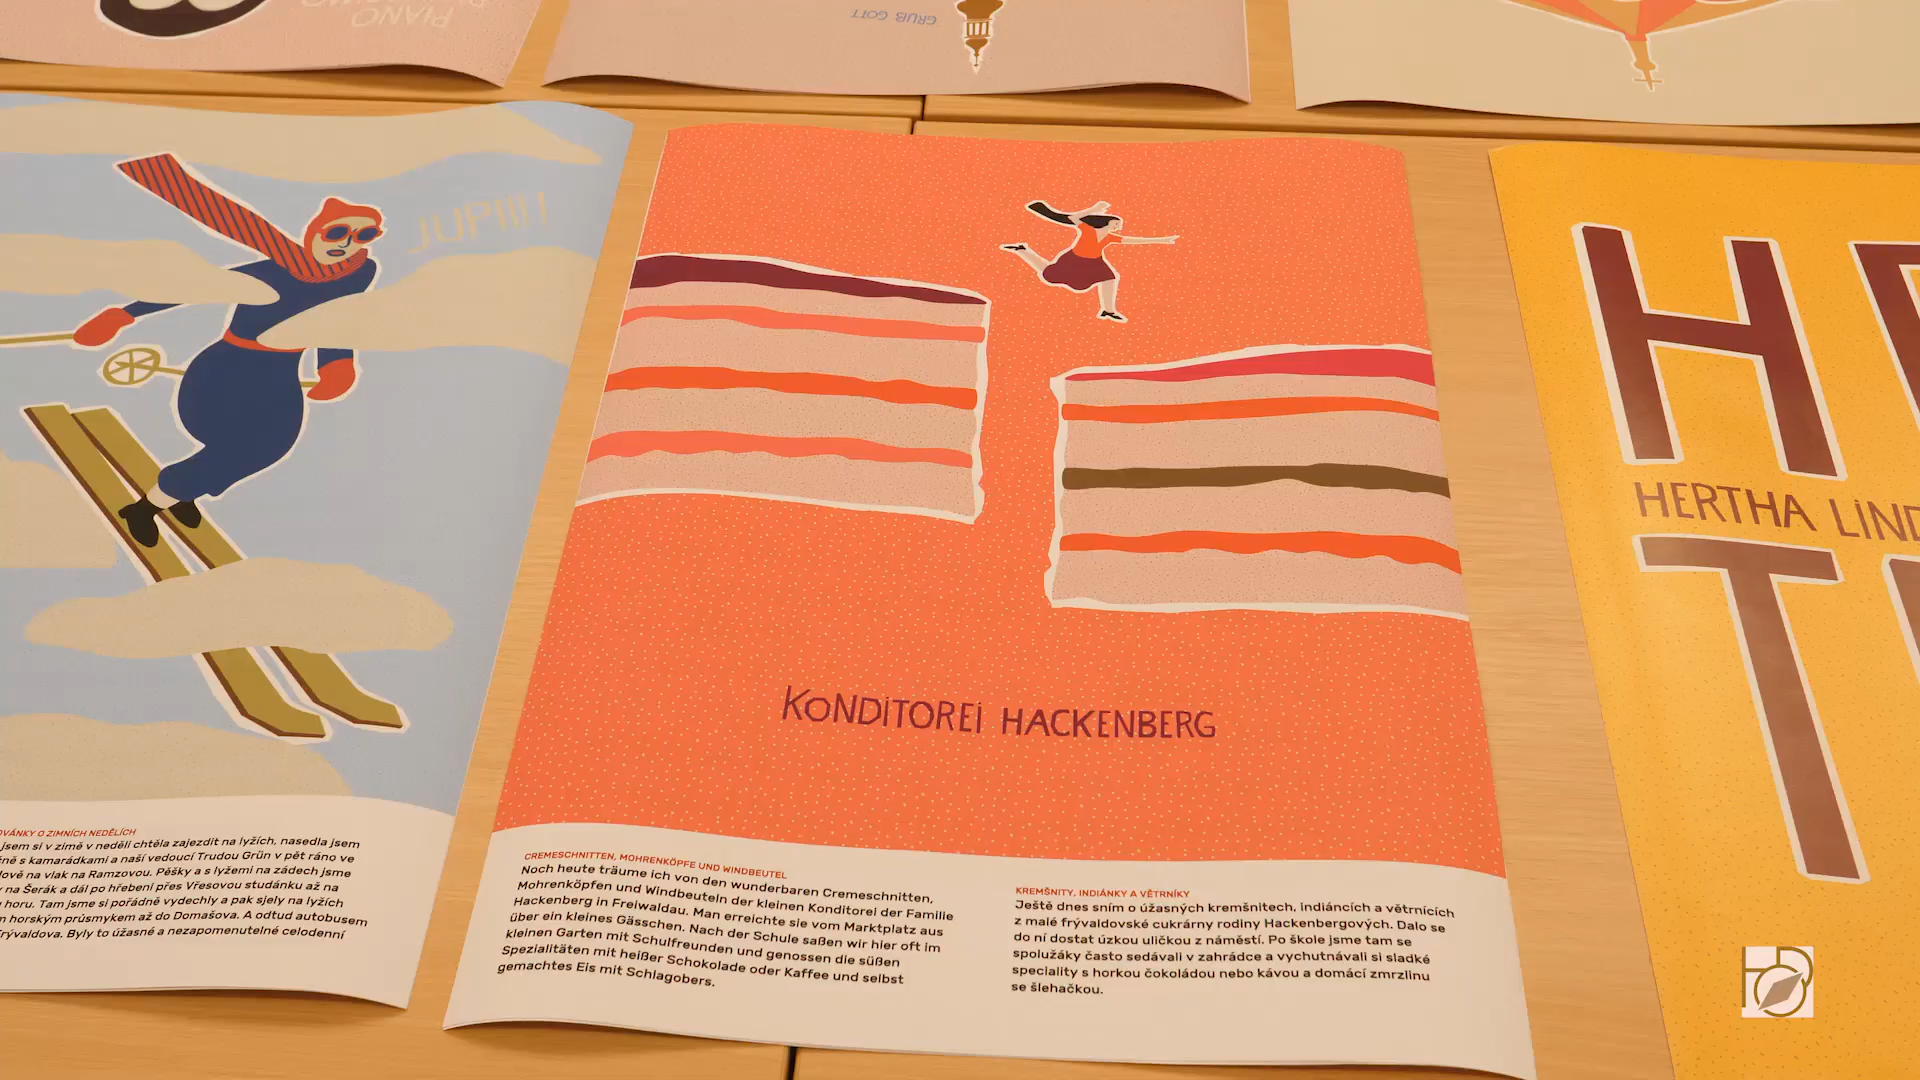 PIANO
GRUß GOTT
JUPIII!
KONDITOREI HACKENBERG
HERTHA
O ZIMNÍCH NEDĚLÍCH
jsem si v zimě v neděli chtěla zajezdit na lyžích, nasedla jsem
s kamarádkami a naší vedoucí Trudou Grün v pět ráno ve
na vlak na Ramzovou. Pěšky a s lyžemi na zádech jsme
na Šerák a dál po hřebeni přes Vřesovou studánku až na
horu. Tam jsme si pořádně vydechly a pak sjely na lyžích
horským průsmykem až do Domašova. A odtud autobusem
Byly to úžasné a nezapomenutelné celodenní
CREMESCHNITTEN, MOHRENKÖPFE UND WINDBEUTEL
Noch heute träume ich von den wunderbaren Cremeschnitten,
Mohrenköpfen und Windbeuteln der kleinen Konditorei der Familie
Hackenberg in Freiwaldau. Man erreichte sie vom Marktplatz aus
über ein kleines Gässchen. Nach der Schule saßen wir hier oft im
kleinen Garten mit Schulfreunden und genossen die süßen
Spezialitäten mit heißer Schokolade oder Kaffee und selbst
gemachtes Eis mit Schlagobers.
KREMŠNITY, INDIÁNKY A VĚTRNÍKY
Ještě dnes sním o úžasných kremšnitech, indiáncích a větrnících
z malé frývaldovské cukrárny rodiny Hackenbergových. Dalo se
do ní dostat úzkou uličkou z náměstí. Po škole jsme tam se
spolužáky často sedávali v zahrádce a vychutnávali si sladké
speciality s horkou čokoládou nebo kávou a domácí zmrzlinu
se šlehačkou.